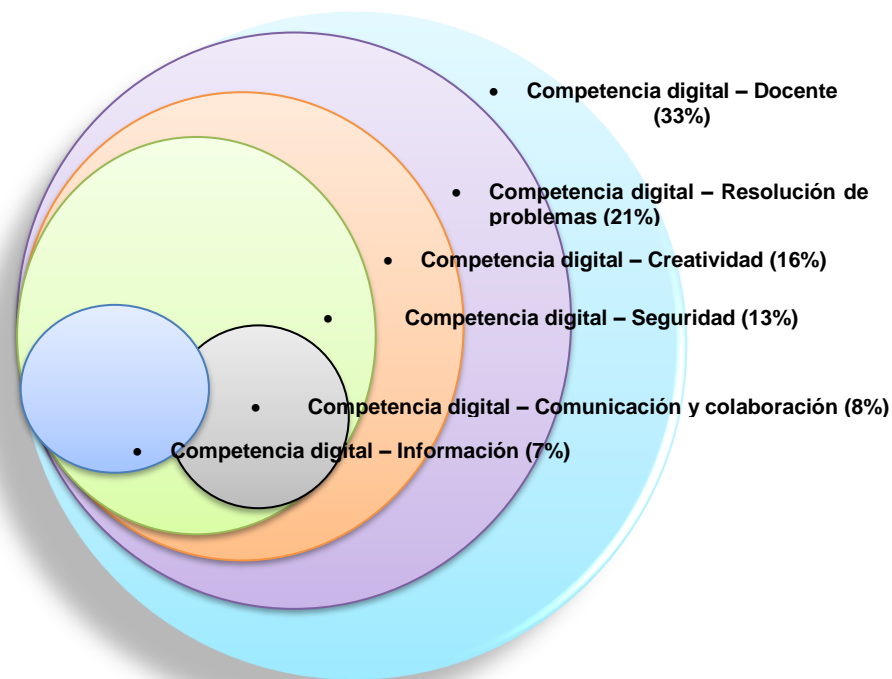 • Competencia digital – Docente
(33%)
• Competencia digital – Resolución de
problemas (21%)
• Competencia digital – Creatividad (16%)
• Competencia digital – Seguridad (13%)
• Competencia digital – Comunicación y colaboración (8%)
• Competencia digital – Información (7%)